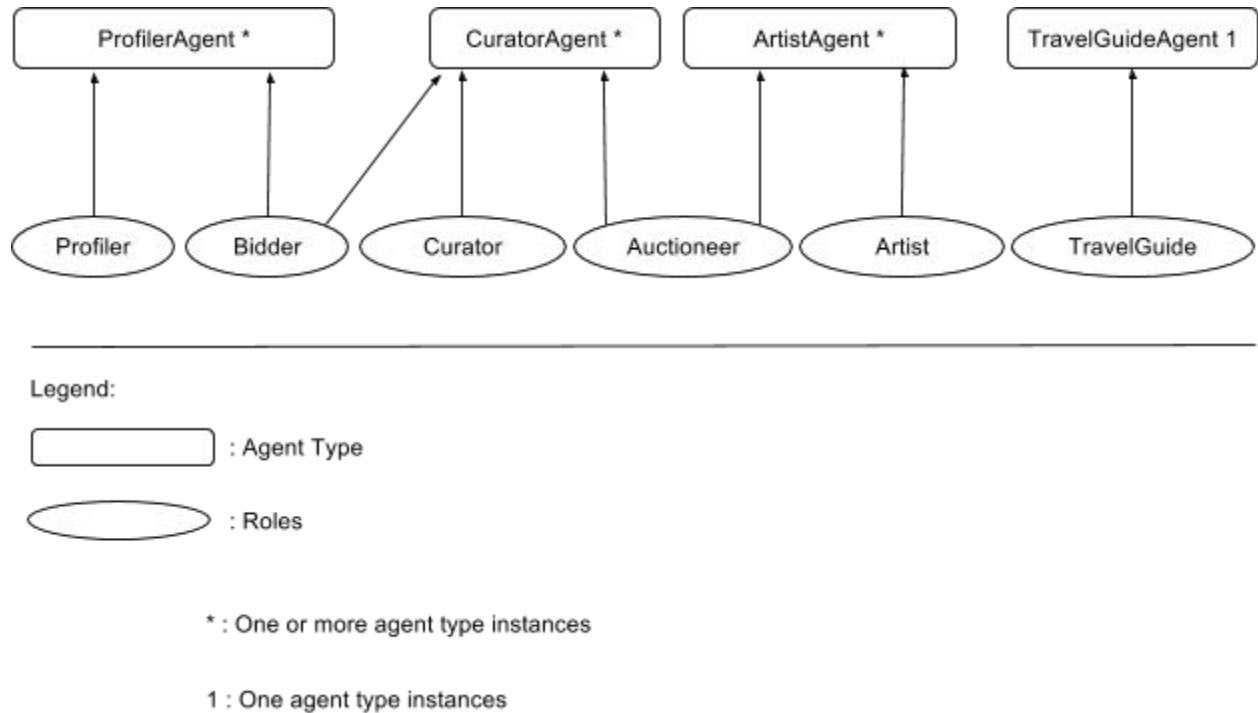 ProfilerAgent *
CuratorAgent *
ArtistAgent *
TravelGuideAgent 1
Profiler
Bidder
Curator
Auctioneer
Artist
TravelGuide
Legend:
: Agent Type
: Roles
* : One or more agent type instances
1 : One agent type instances